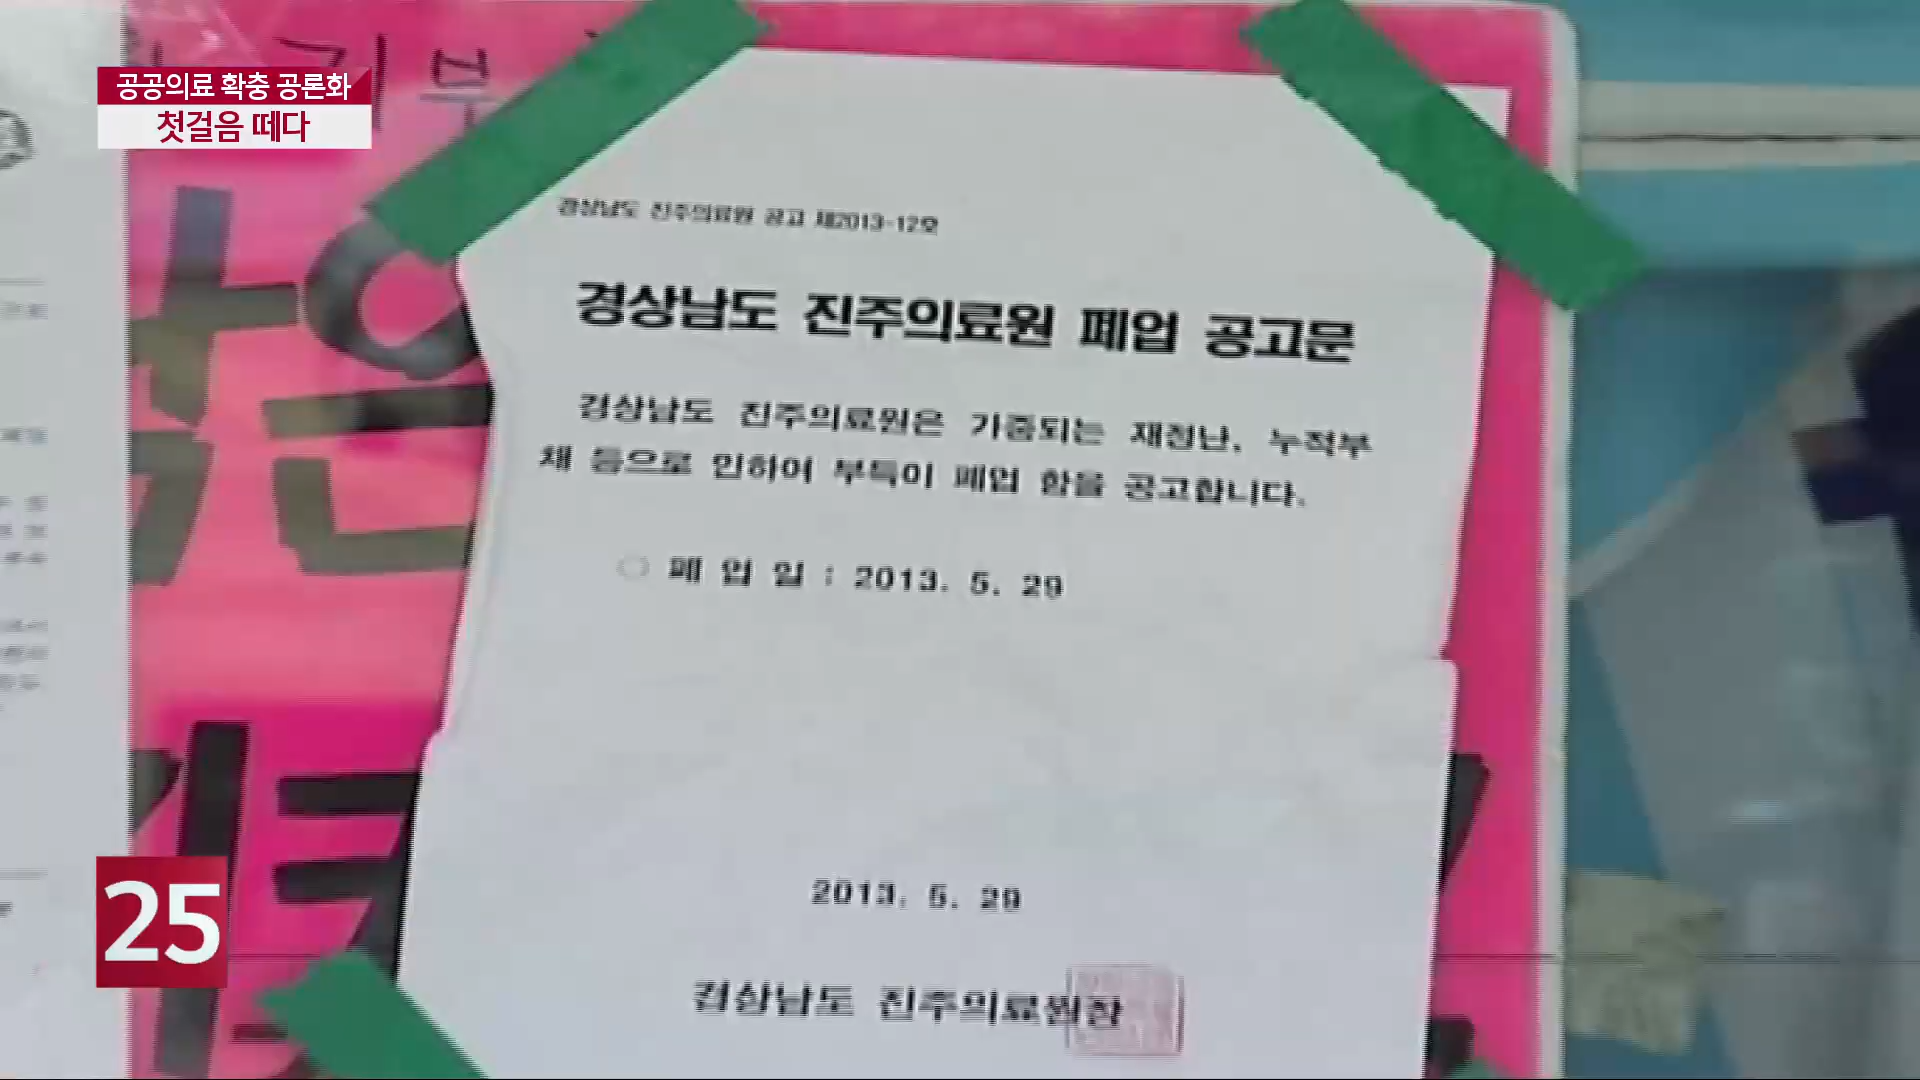 공공의료 확충 공론화
첫걸음 떼다
경상남도 진주의료원 공고 제2013-12호
경상남도 진주의료원 폐업 공고문
경상남도 진주의료원은 가중되는 재정난, 누적부
채 등으로 인하여 부득이 폐업 함을 공고합니다.
○ 폐 업 일 : 2013. 5. 29
2013. 5. 29
경상남도 진주의료원장
25